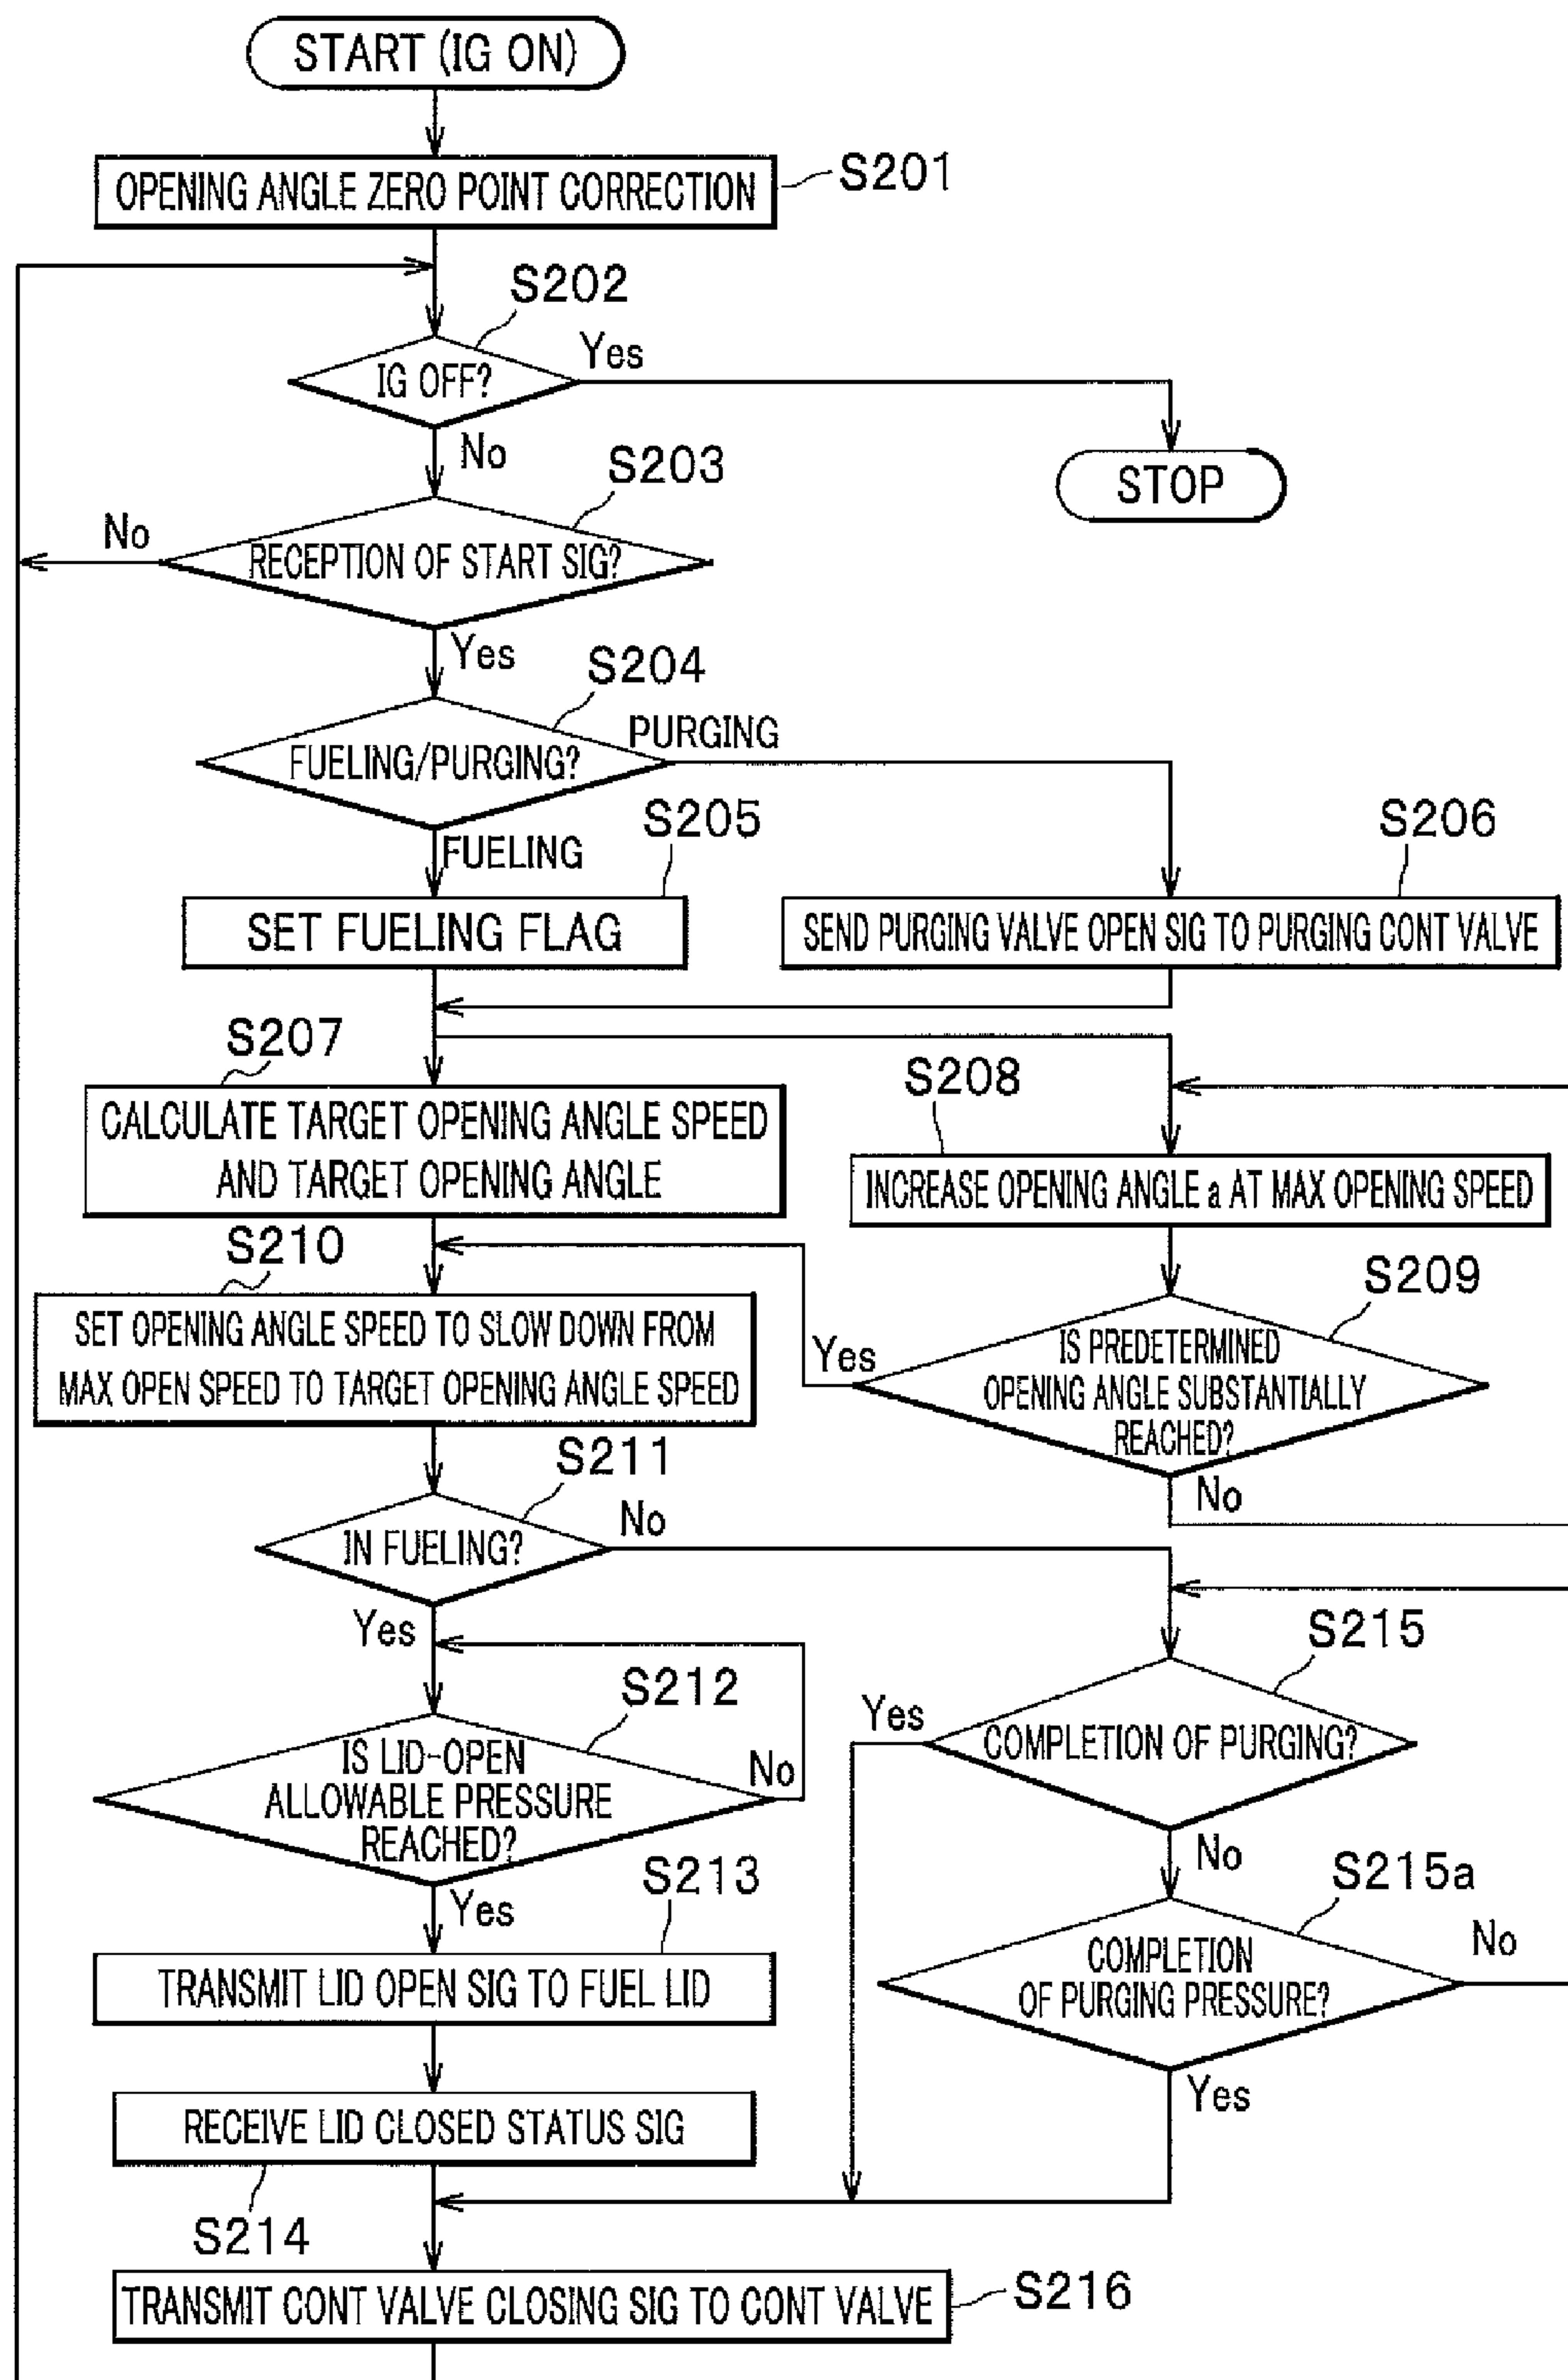 START (IG ON)
OPENING ANGLE ZERO POINT CORRECTION
S201
S202
IG OFF?
Yes
No
STOP
S203
RECEPTION OF START SIG?
No
Yes
S204
FUELING/PURGING?
PURGING
FUELING
S205
SET FUELING FLAG
S206
SEND PURGING VALVE OPEN SIG TO PURGING CONT VALVE
S207
CALCULATE TARGET OPENING ANGLE SPEED
AND TARGET OPENING ANGLE
S208
INCREASE OPENING ANGLE a AT MAX OPENING SPEED
S209
IS PREDETERMINED
OPENING ANGLE SUBSTANTIALLY
REACHED?
Yes
No
S210
SET OPENING ANGLE SPEED TO SLOW DOWN FROM
MAX OPEN SPEED TO TARGET OPENING ANGLE SPEED
S211
IN FUELING?
No
Yes
S212
IS LID-OPEN
ALLOWABLE PRESSURE
REACHED?
No
Yes
S213
TRANSMIT LID OPEN SIG TO FUEL LID
RECEIVE LID CLOSED STATUS SIG
S214
S215
COMPLETION OF PURGING?
Yes
No
S215a
COMPLETION
OF PURGING PRESSURE?
No
Yes
TRANSMIT CONT VALVE CLOSING SIG TO CONT VALVE
S216